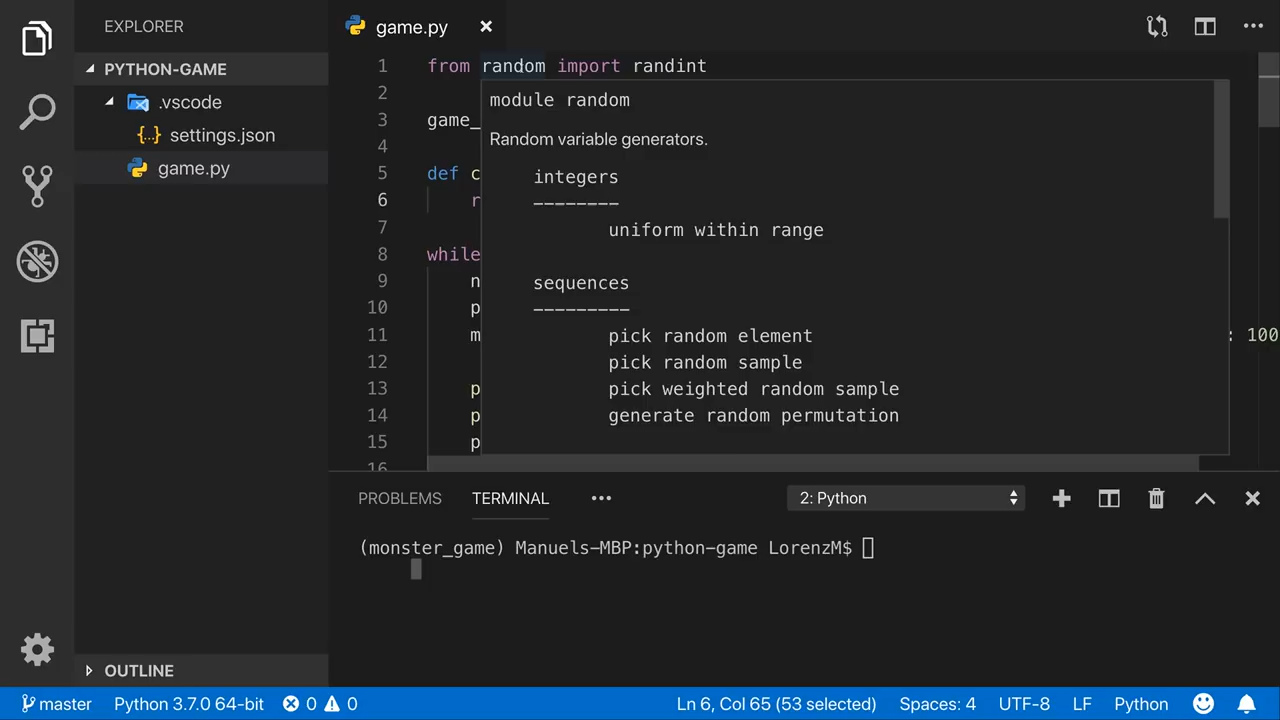 EXPLORER
PYTHON-GAME
.vscode
{..} settings.json
game.py
OUTLINE
game.py
1 from random import randint
2
3 game_
4
5 def c
6 r
7
8 while
9 n
10 p
11 m : 100
12
13 p
14 p
15 p
16
module random
Random variable generators.
integers
--------
uniform within range
sequences
---------
pick random element
pick random sample
pick weighted random sample
generate random permutation
PROBLEMS TERMINAL ••• 2: Python
(monster_game) Manuels-MBP:python-game LorenzM$
master Python 3.7.0 64-bit 0 0 Ln 6, Col 65 (53 selected) Spaces: 4 UTF-8 LF Python